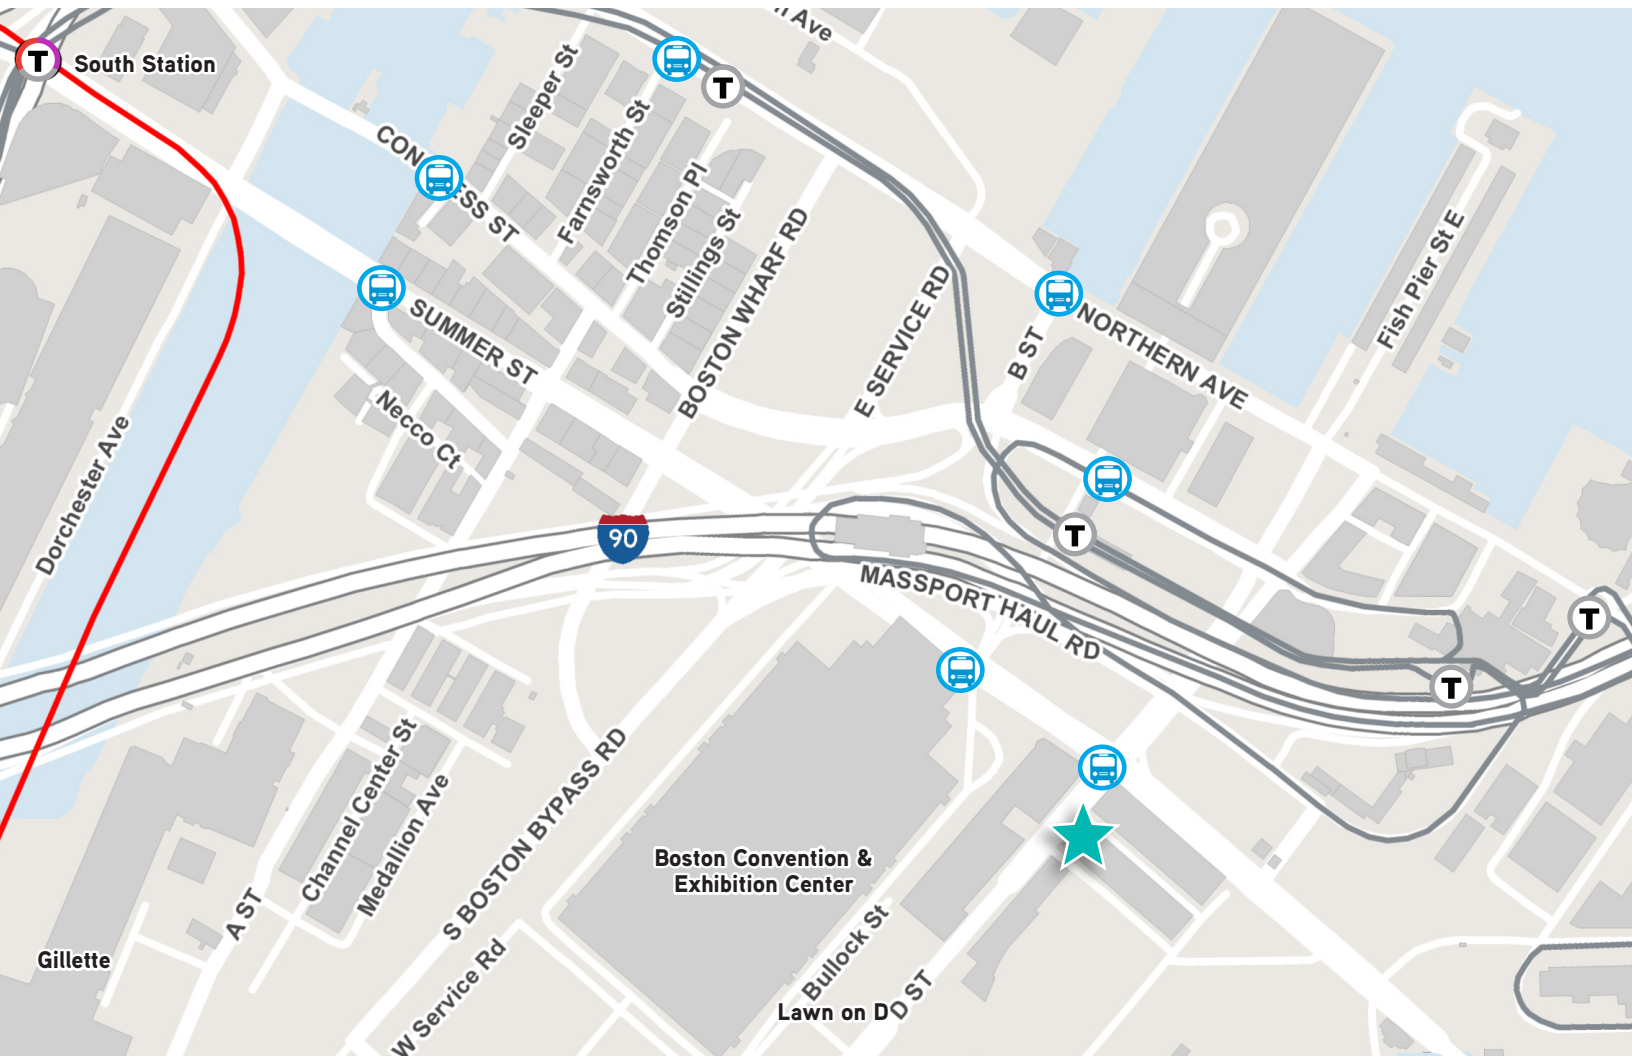 n Ave
T
South Station
T
Sleeper St
Farnsworth St
CON
ESS ST
Thomson Pl
Stillings St
BOSTON WHARF RD
E SERVICE RD
B ST
NORTHERN AVE
Fish Pier St E
SUMMER ST
Necco Ct
Dorchester Ave
90
T
MASSPORT HAUL RD
T
T
S BOSTON BYPASS RD
Channel Center St
Medallion Ave
A ST
Boston Convention &
Exhibition Center
Gillette
W Service Rd
Bullock St
Lawn on D
D ST